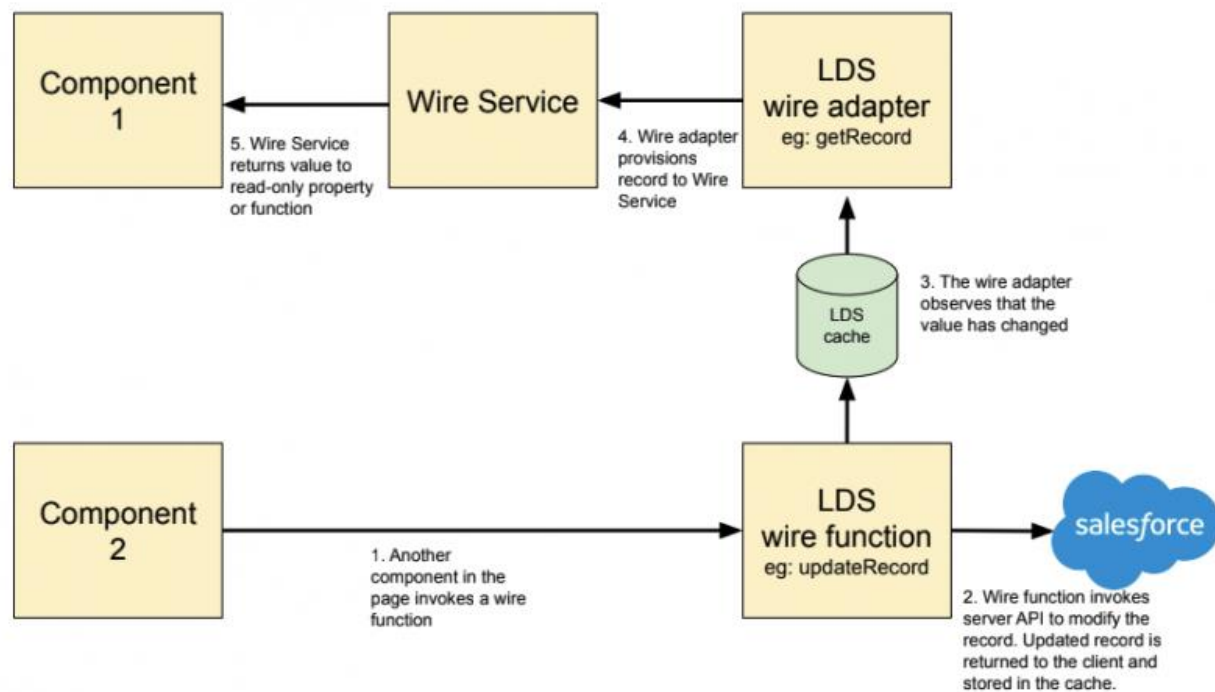 Component
1
Wire Service
LDS
wire adapter
eg: getRecord
5. Wire Service
returns value to
read-only property
or function
4. Wire adapter
provisions
record to Wire
Service
LDS
cache
3. The wire adapter
observes that the
value has changed
Component
2
1. Another
component in the
page invokes a wire
function
LDS
wire function
eg: updateRecord
salesforce
2. Wire function invokes
server API to modify the
record. Updated record is
returned to the client and
stored in the cache.